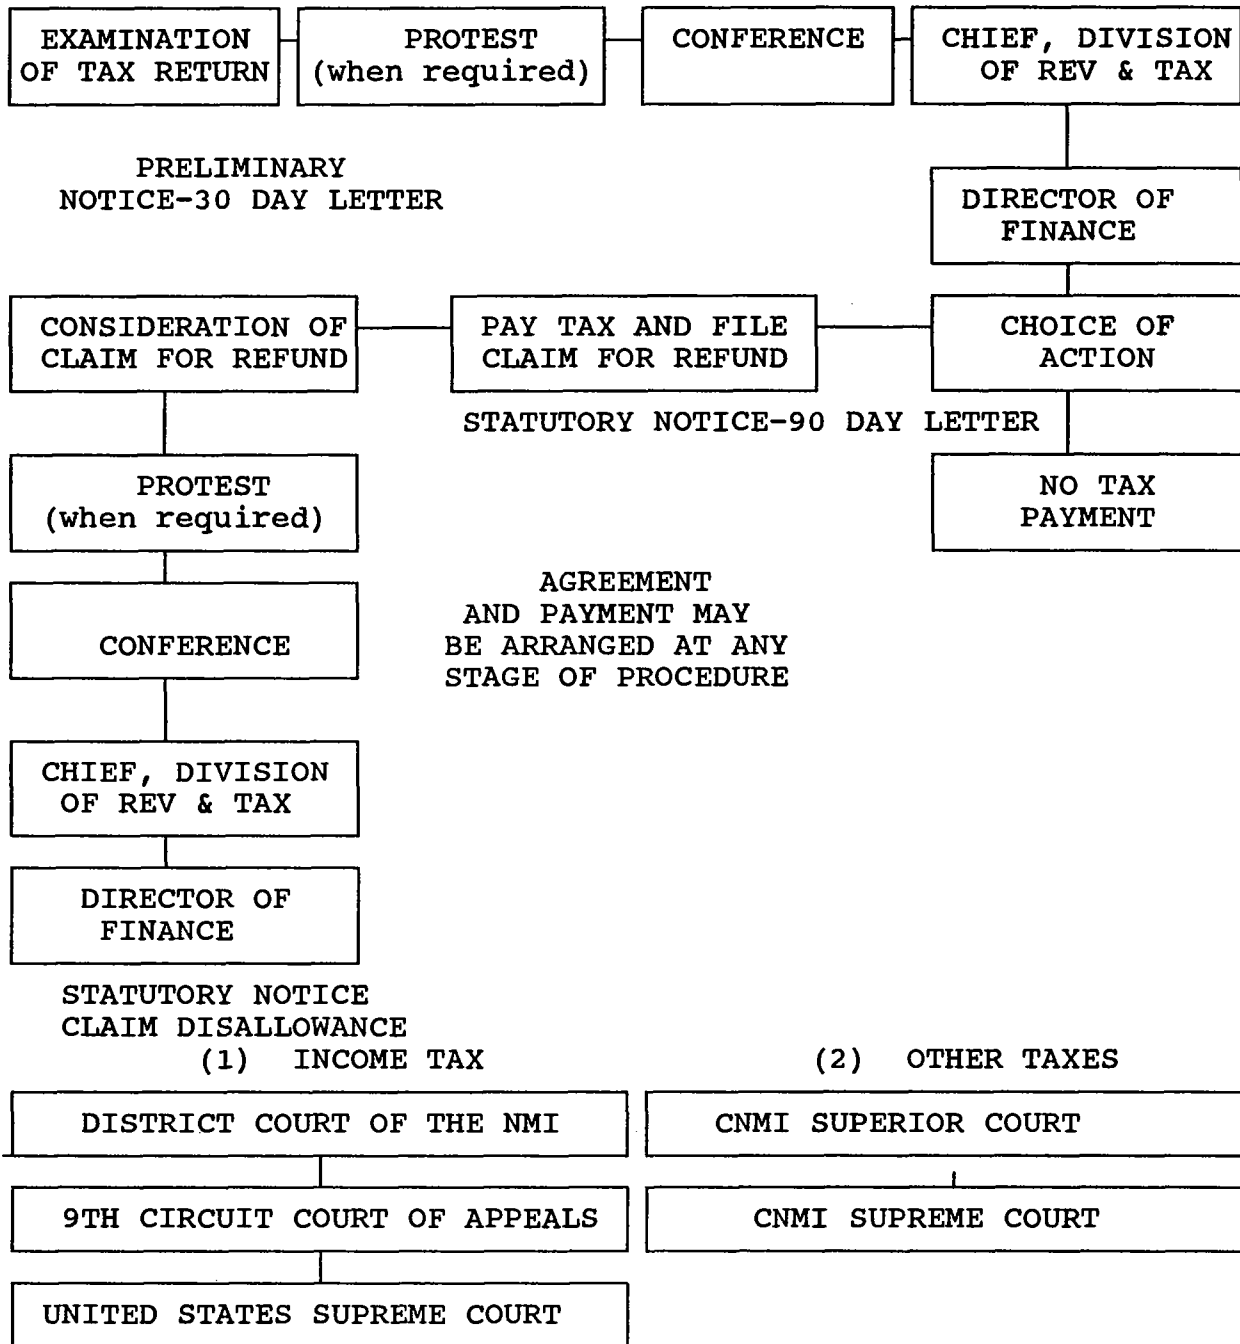 EXAMINATION
OF TAX RETURN
PROTEST
(when required)
CONFERENCE
CHIEF, DIVISION
OF REV & TAX
PRELIMINARY
NOTICE-30 DAY LETTER
DIRECTOR OF
FINANCE
CONSIDERATION OF
CLAIM FOR REFUND
PAY TAX AND FILE
CLAIM FOR REFUND
CHOICE OF
ACTION
STATUTORY NOTICE-90 DAY LETTER
PROTEST
(when required)
NO TAX
PAYMENT
CONFERENCE
AGREEMENT
AND PAYMENT MAY
BE ARRANGED AT ANY
STAGE OF PROCEDURE
CHIEF, DIVISION
OF REV & TAX
DIRECTOR OF
FINANCE
STATUTORY NOTICE
CLAIM DISALLOWANCE
(1) INCOME TAX
(2) OTHER TAXES
DISTRICT COURT OF THE NMI
CNMI SUPERIOR COURT
9TH CIRCUIT COURT OF APPEALS
CNMI SUPREME COURT
UNITED STATES SUPREME COURT